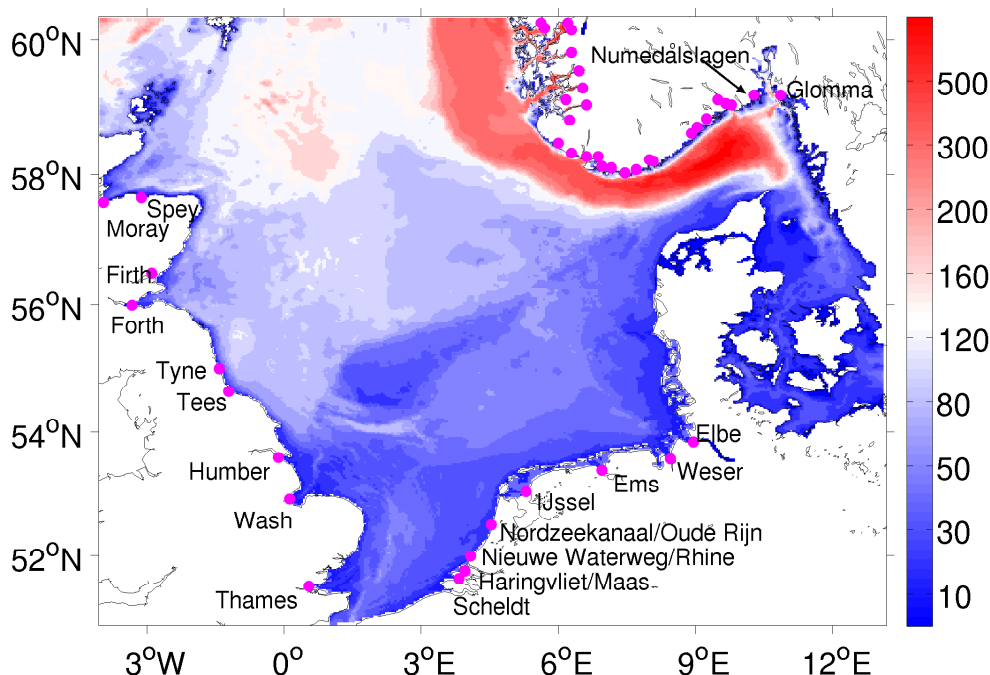 60°N
58°N
56°N
54°N
52°N
3°W
0°
3°E
6°E
9°E
12°E
Numedalslagen
Glomma
Spey
Moray
Firth
Forth
Tyne
Tees
Humber
Wash
Thames
Elbe
Weser
Ems
IJssel
Nordzeekanaal/Oude Rijn
Nieuwe Waterweg/Rhine
Haringvliet/Maas
Scheldt
500
300
200
160
120
80
50
30
10